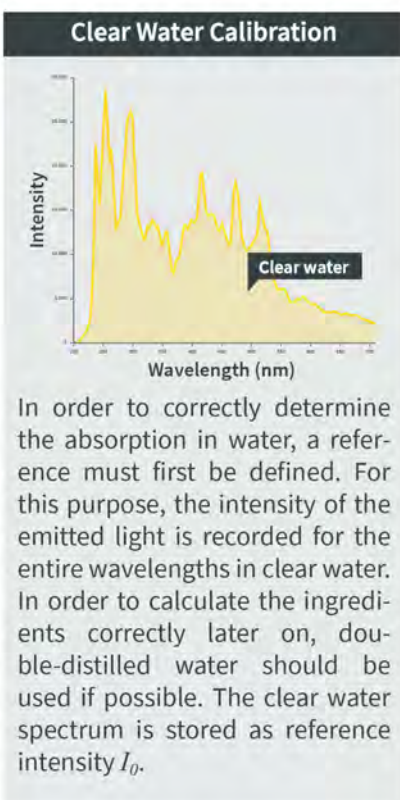 Clear Water Calibration
Intensity
Clear water
Wavelength (nm)
In order to correctly determine
the absorption in water, a refer-
ence must first be defined. For
this purpose, the intensity of the
emitted light is recorded for the
entire wavelengths in clear water.
In order to calculate the ingredi-
ents correctly later on, dou-
ble-distilled water should be
used if possible. The clear water
spectrum is stored as reference
intensity I₀.